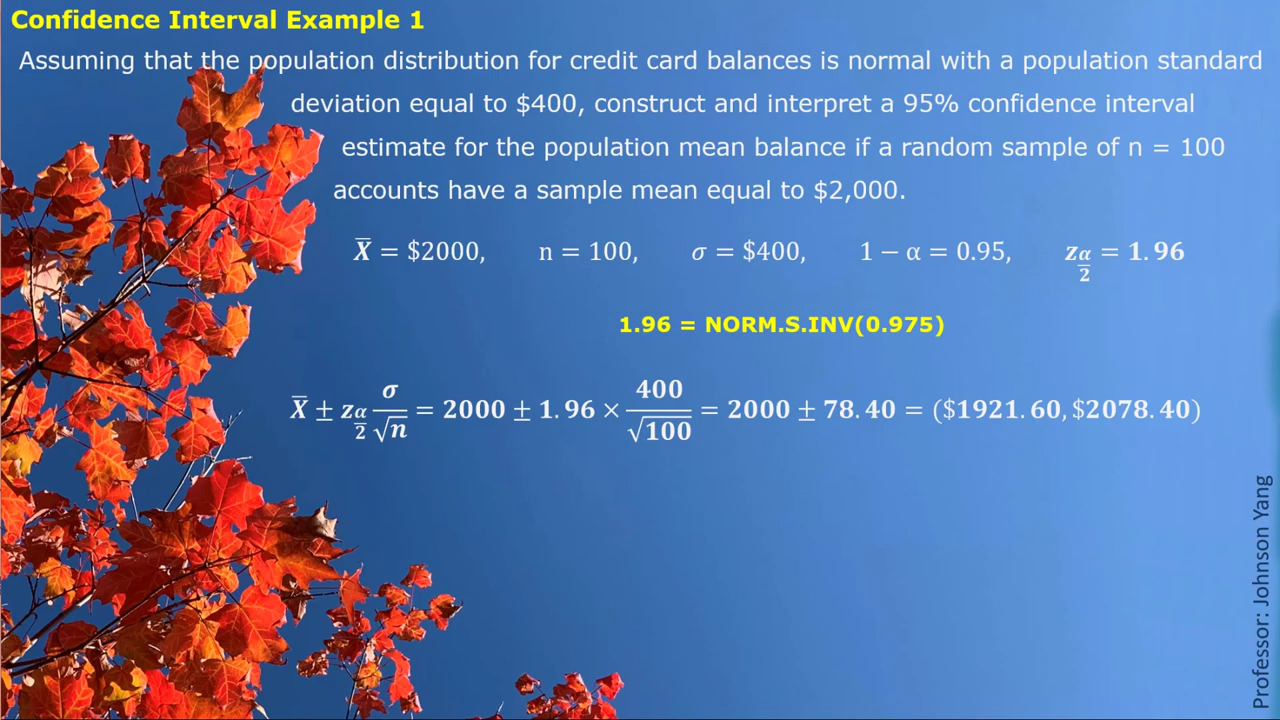 Confidence Interval Example 1
Assuming that the population distribution for credit card balances is normal with a population standard
deviation equal to $400, construct and interpret a 95% confidence interval
estimate for the population mean balance if a random sample of n = 100
accounts have a sample mean equal to $2,000.
X̅ = $2000, n = 100, σ = $400, 1 − α = 0.95, z_{α/2} = 1.96
1.96 = NORM.S.INV(0.975)
X̅ ± z_{α/2} σ/√n = 2000 ± 1.96 × 400/√100 = 2000 ± 78.40 = ($1921.60, $2078.40)
Professor: Johnson Yang